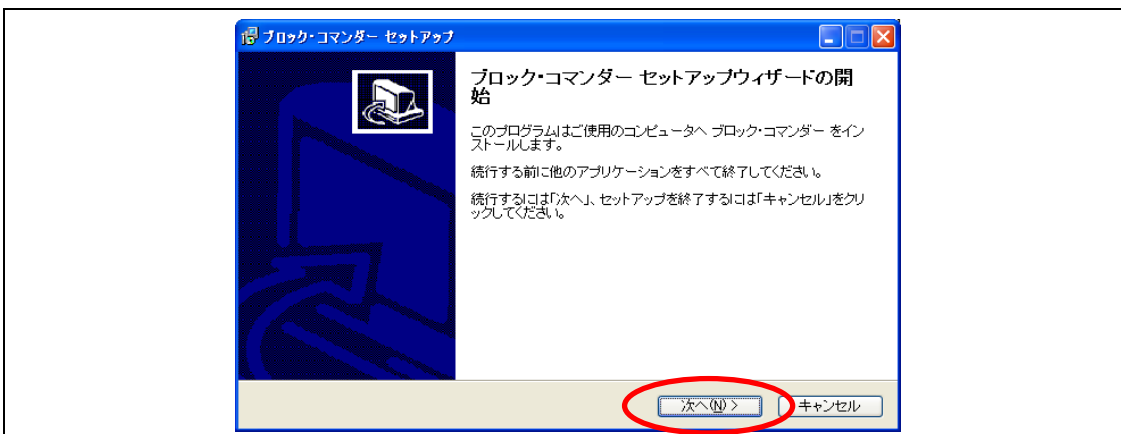 ブロック・コマンダー セットアップ
ブロック・コマンダー セットアップウィザードの開
始
このプログラムはご使用のコンピュータへ ブロック・コマンダー をイン
ストールします。
続行する前に他のアプリケーションをすべて終了してください。
続行するには「次へ」、セットアップを終了するには「キャンセル」をクリ
ックしてください。
次へ(N) > キャンセル